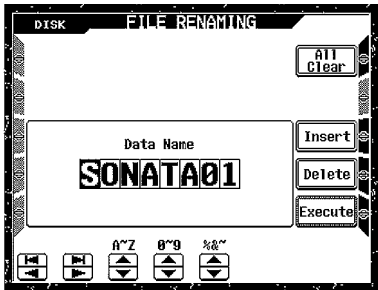 DISK
FILE RENAMING
All
Clear
Data Name
SONATA01
Insert
Delete
Execute
A~Z 0~9 %&~